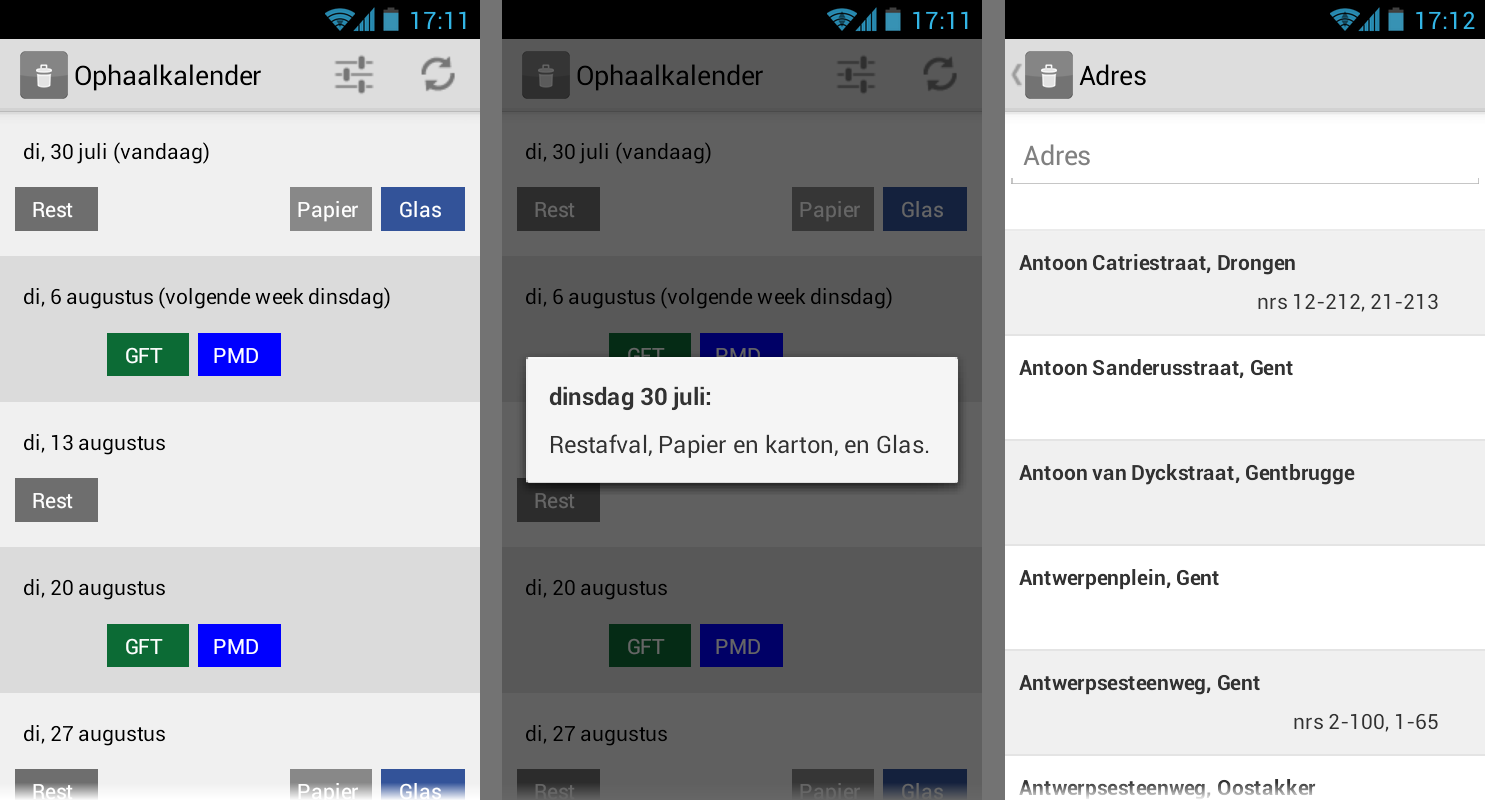 17:11
Ophaalkalender
di, 30 juli (vandaag)
Rest Papier Glas
di, 6 augustus (volgende week dinsdag)
GFT PMD
di, 13 augustus
Rest
di, 20 augustus
GFT PMD
di, 27 augustus
Rest Papier Glas
17:11
Ophaalkalender
di, 30 juli (vandaag)
Rest Papier Glas
di, 6 augustus (volgende week dinsdag)
GFT PMD
dinsdag 30 juli:
Restafval, Papier en karton, en Glas.
Rest
di, 20 augustus
GFT PMD
di, 27 augustus
Rest Papier Glas
17:12
Adres
Adres
Antoon Catriestraat, Drongen
nrs 12-212, 21-213
Antoon Sanderusstraat, Gent
Antoon van Dyckstraat, Gentbrugge
Antwerpenplein, Gent
Antwerpsesteenweg, Gent
nrs 2-100, 1-65
Antwerpsesteenweg, Oostakker